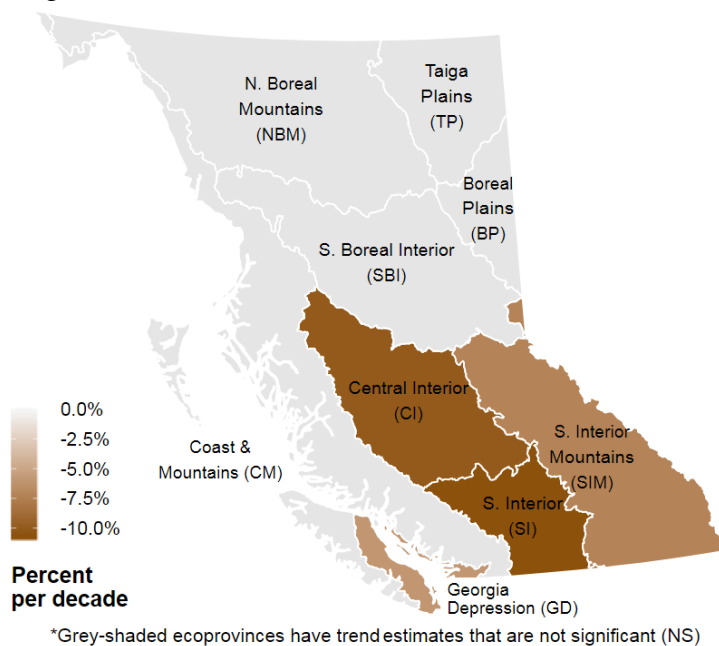 N. Boreal
Mountains
(NBM)
Taiga
Plains
(TP)
Boreal
Plains
(BP)
S. Boreal Interior
(SBI)
Central Interior
(CI)
S. Interior
Mountains
(SIM)
Coast &
Mountains (CM)
S. Interior
(SI)
Georgia
Depression (GD)
0.0%
-2.5%
-5.0%
-7.5%
-10.0%
Percent
per decade
*Grey-shaded ecoprovinces have trend estimates that are not significant (NS)